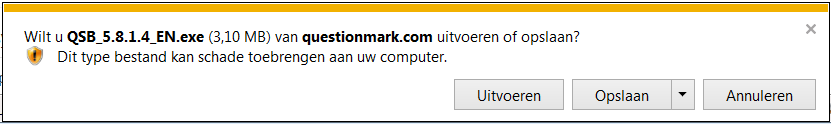 Wilt u QSB_5.8.1.4_EN.exe (3,10 MB) van questionmark.com uitvoeren of opslaan?
Dit type bestand kan schade toebrengen aan uw computer.
Uitvoeren Opslaan Annuleren